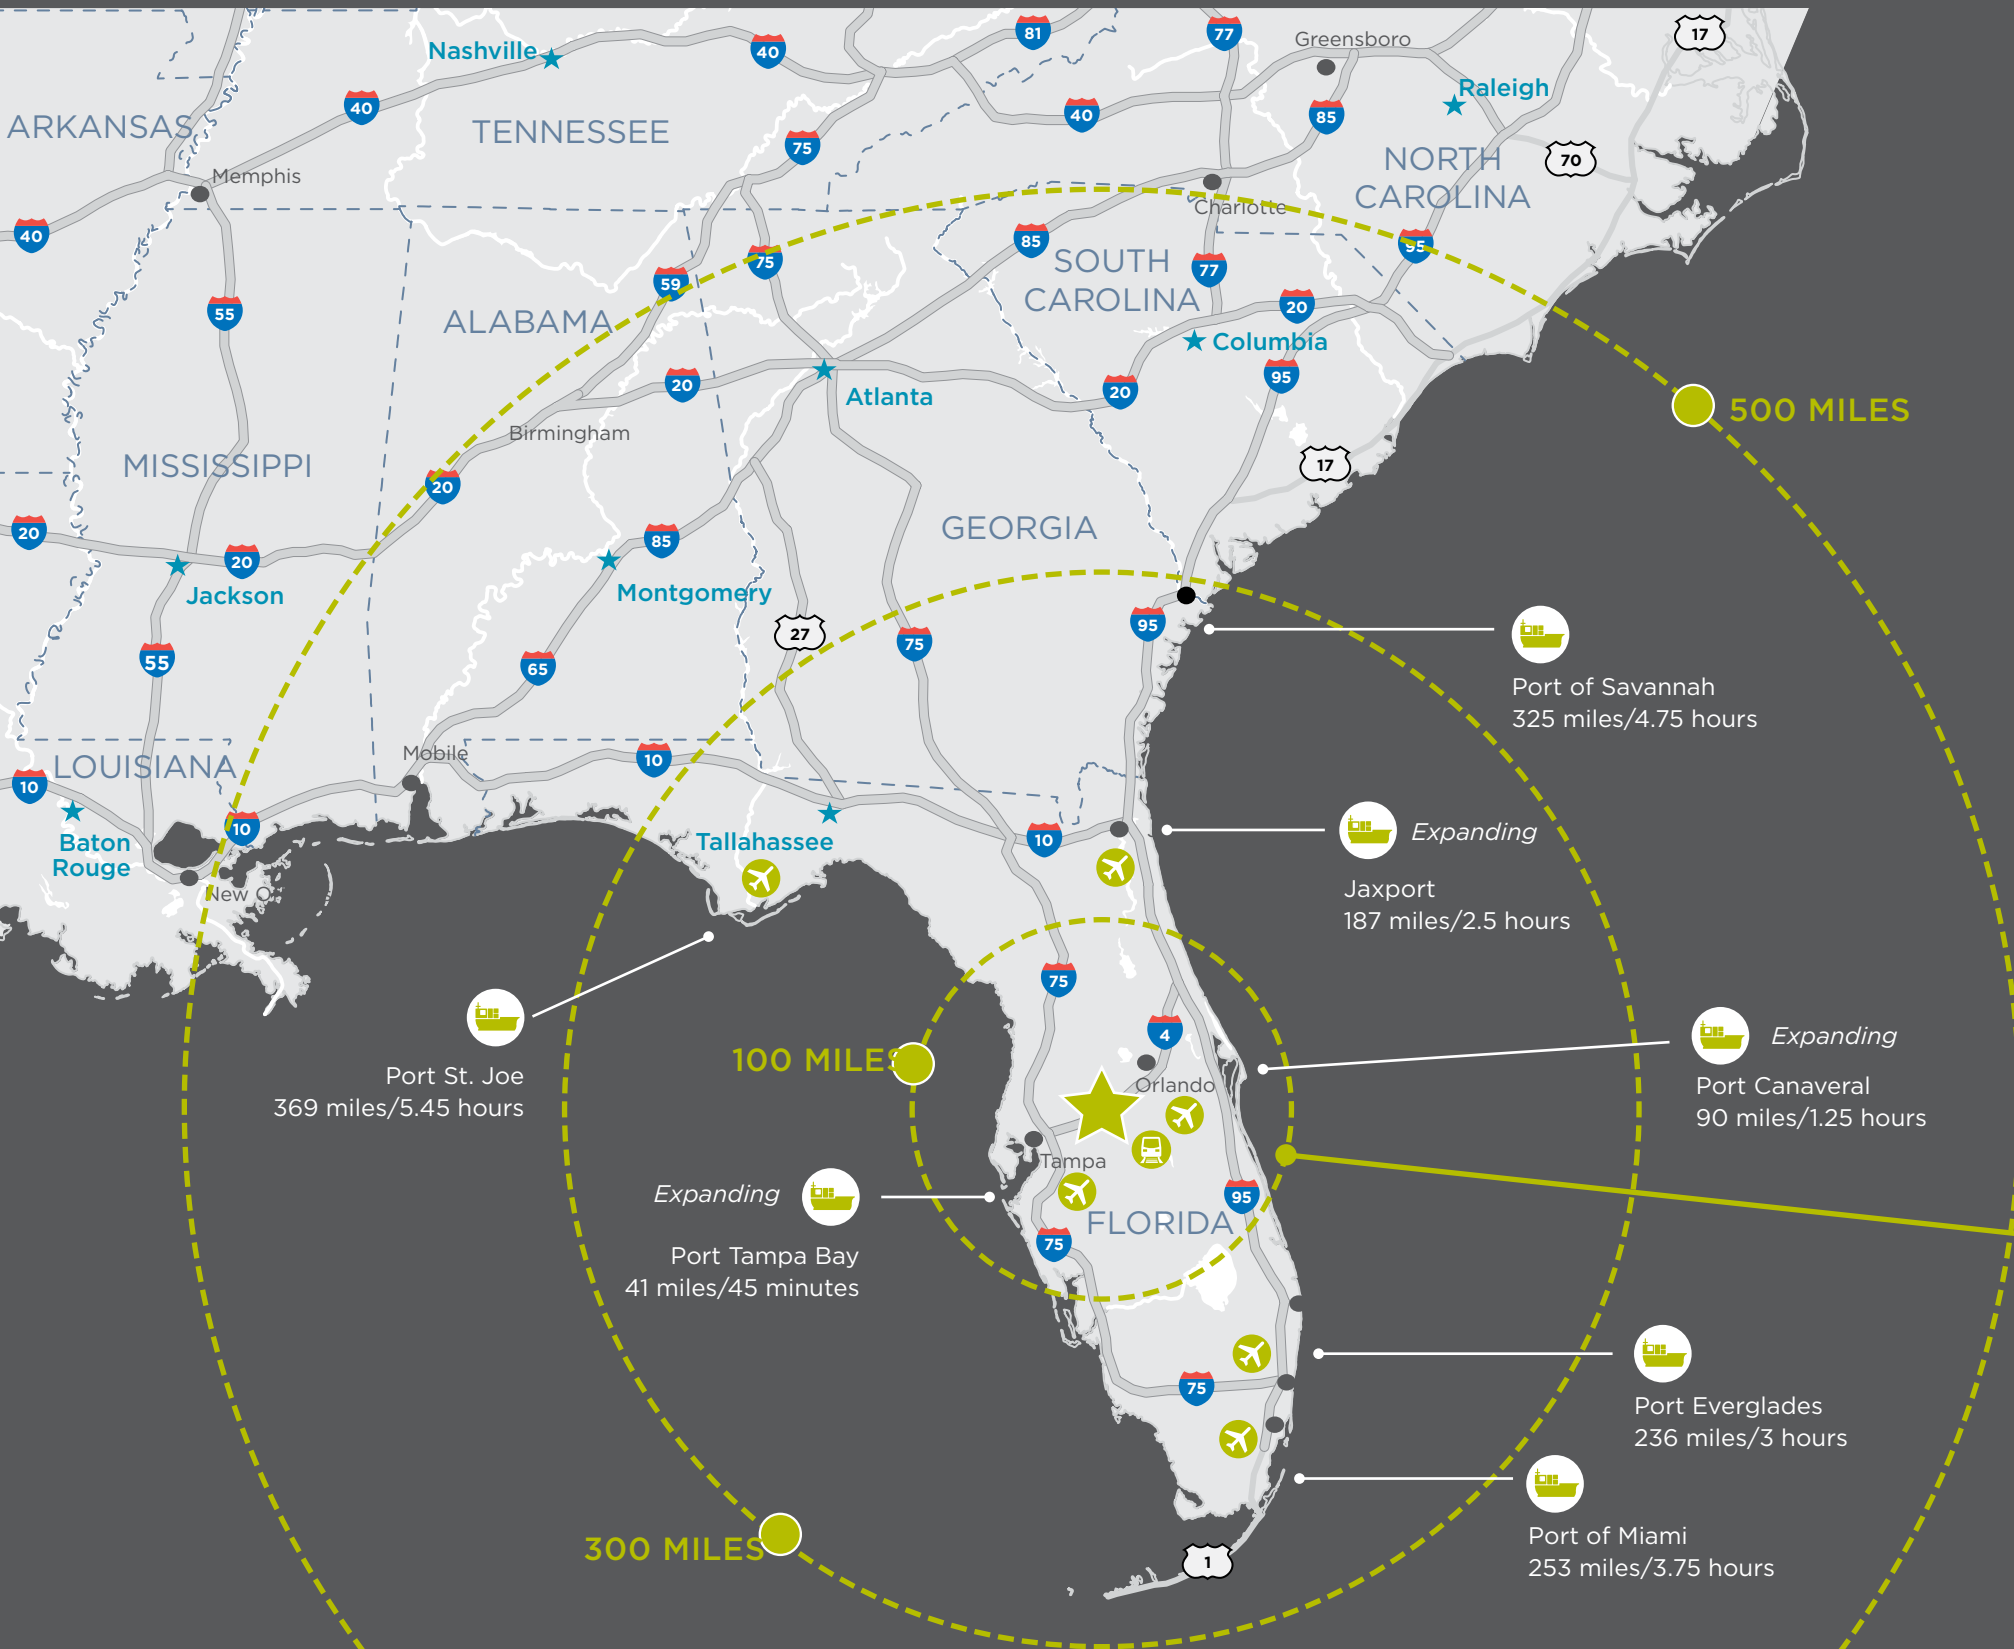 17
81
77
Greensboro
Nashville
40
Raleigh
40
40
85
ARKANSAS
TENNESSEE
75
NORTH
CAROLINA
70
Memphis
Charlotte
40
85
95
SOUTH
CAROLINA
75
77
59
55
ALABAMA
20
Columbia
20
95
20
Atlanta
500 MILES
Birmingham
MISSISSIPPI
17
20
20
GEORGIA
20
85
Jackson
Montgomery
95
27
75
55
65
Port of Savannah
325 miles/4.75 hours
Mobile
10
LOUISIANA
10
10
Tallahassee
10
Baton
Rouge
Expanding
Jaxport
187 miles/2.5 hours
New O
75
4
100 MILES
Expanding
Port St. Joe
369 miles/5.45 hours
Orlando
Port Canaveral
90 miles/1.25 hours
Tampa
Expanding
95
FLORIDA
75
Port Tampa Bay
41 miles/45 minutes
75
Port Everglades
236 miles/3 hours
300 MILES
Port of Miami
253 miles/3.75 hours
1